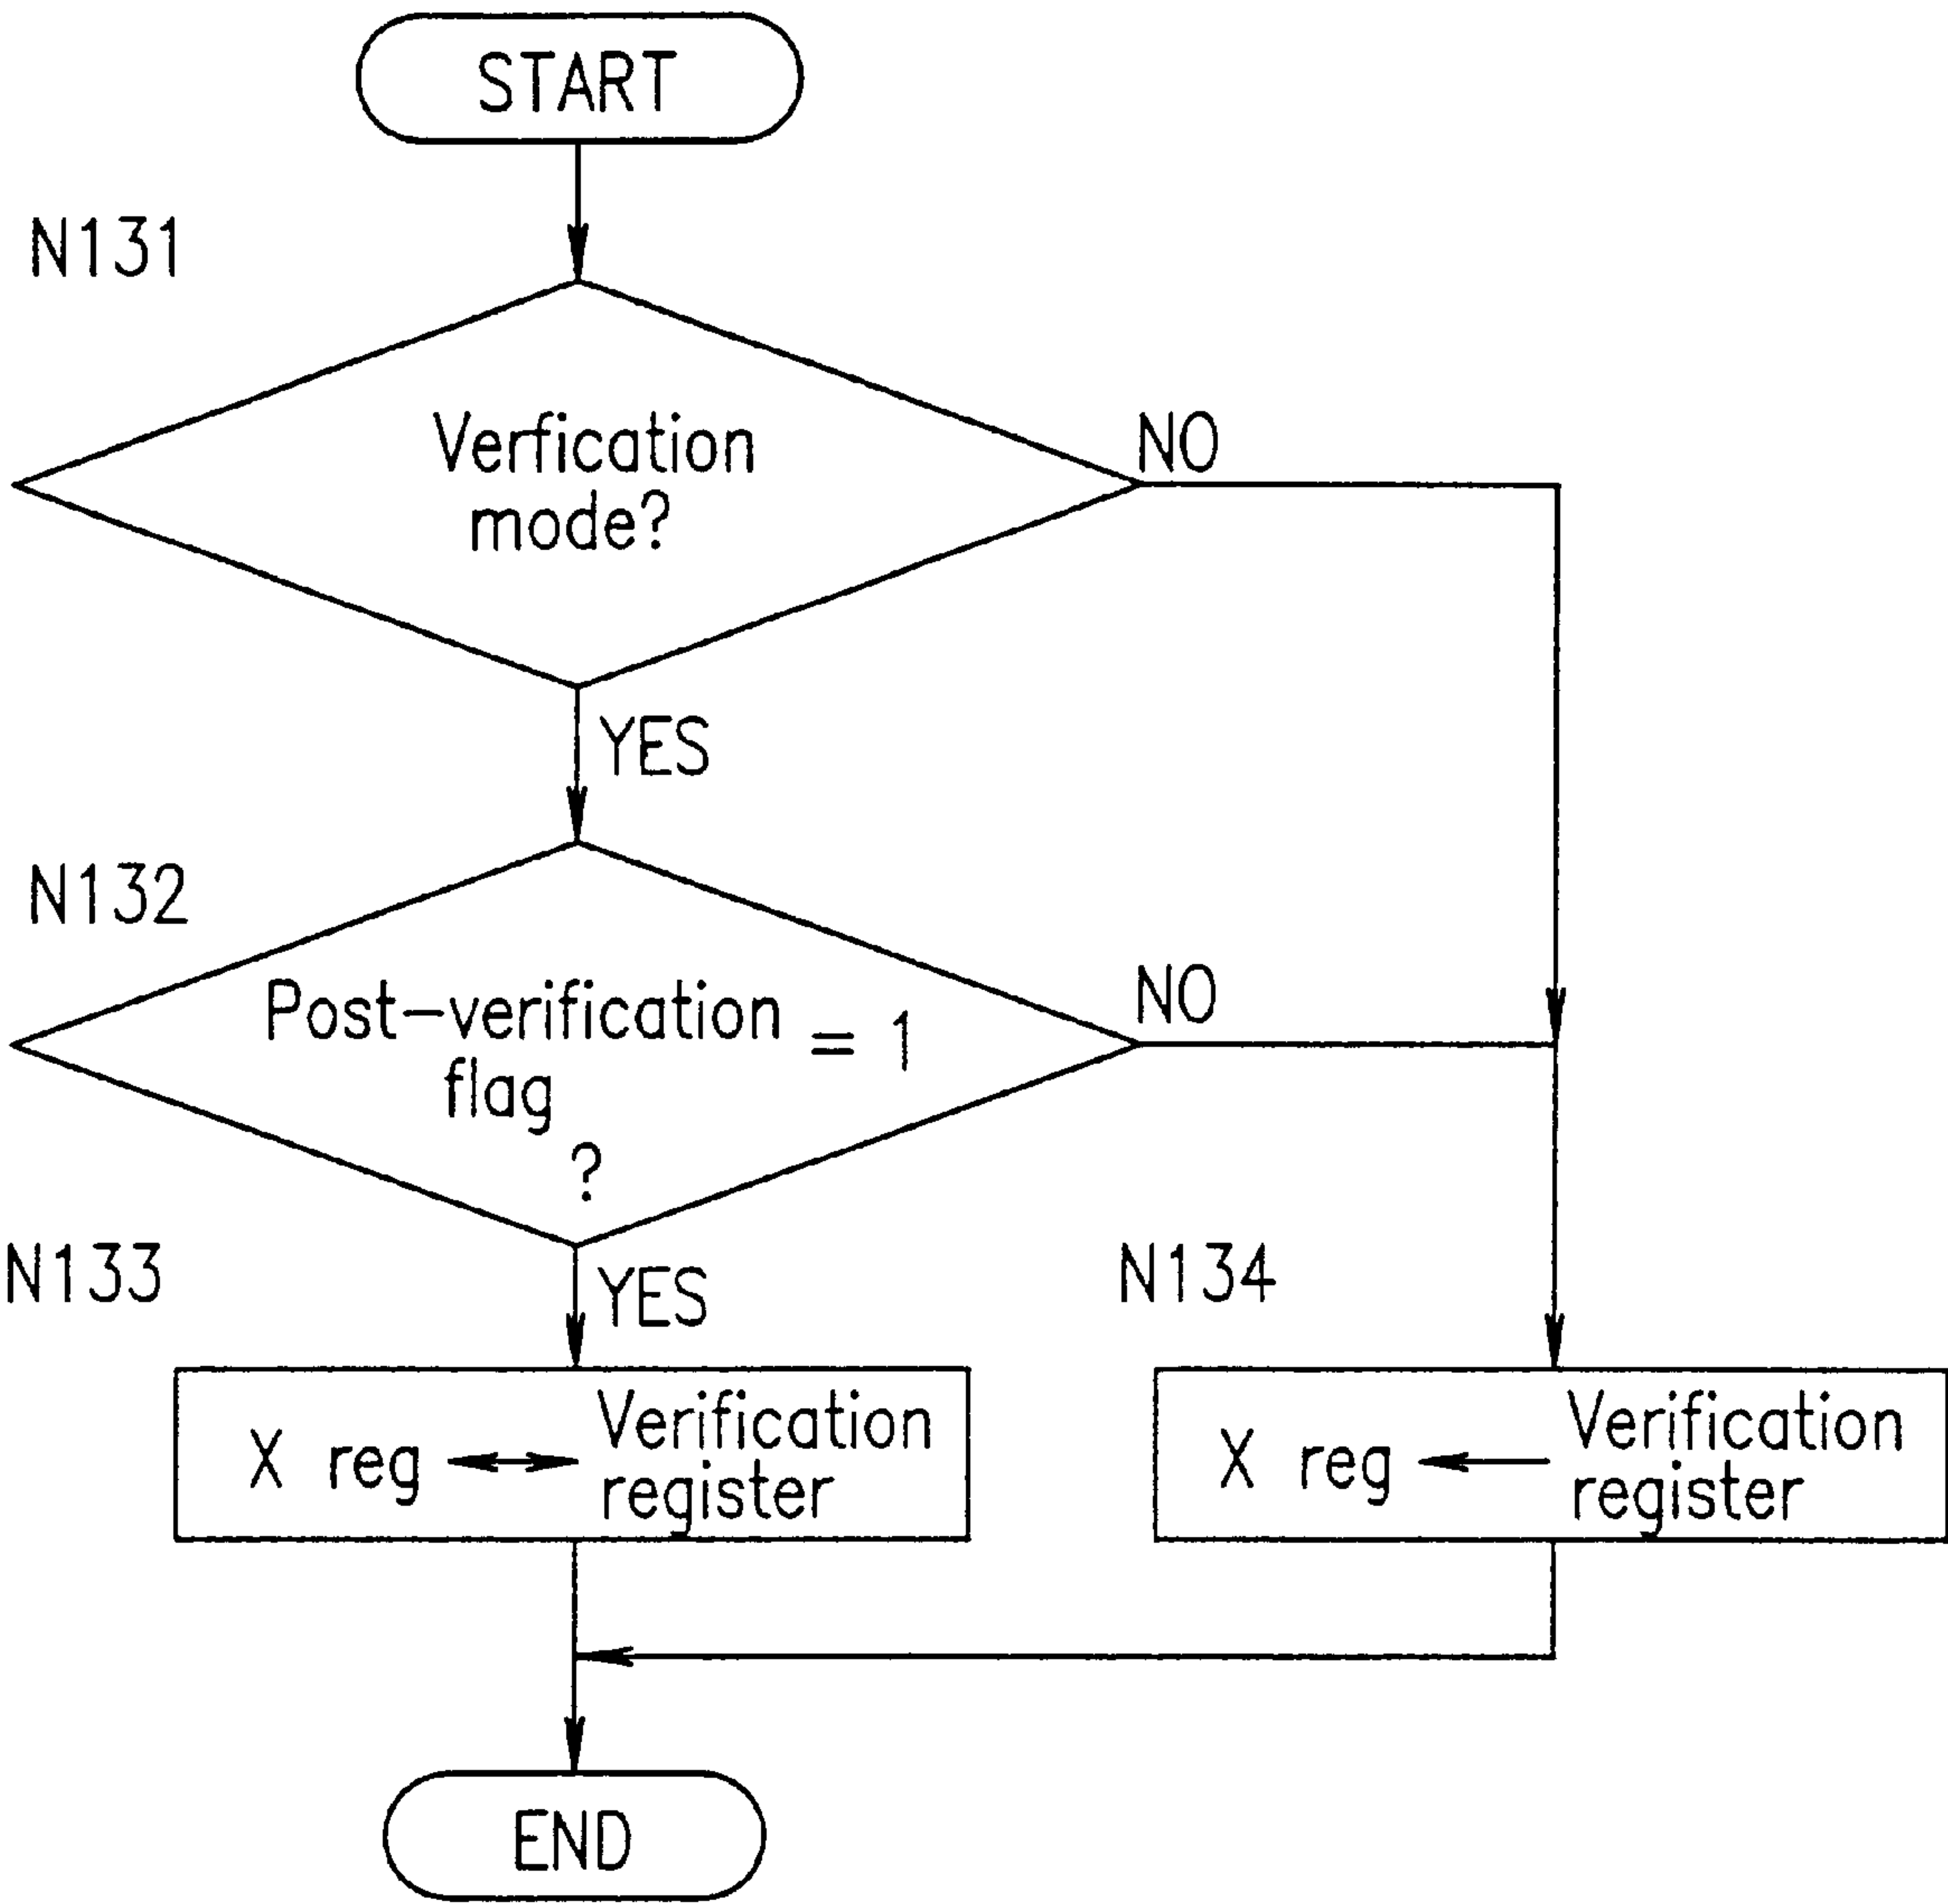 START
N131
Verfication
mode?
NO
YES
N132
Post-verification = 1
flag
?
NO
N133
YES
N134
X reg ↔ Verification
register
X reg ← Verification
register
END